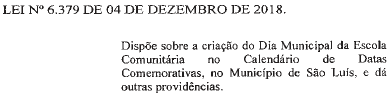 LEI Nº 6.379 DE 04 DE DEZEMBRO DE 2018.
Dispõe sobre a criação do Dia Municipal da Escola
Comunitária no Calendário de Datas
Comemorativas, no Município de São Luís, e dá
outras providências.